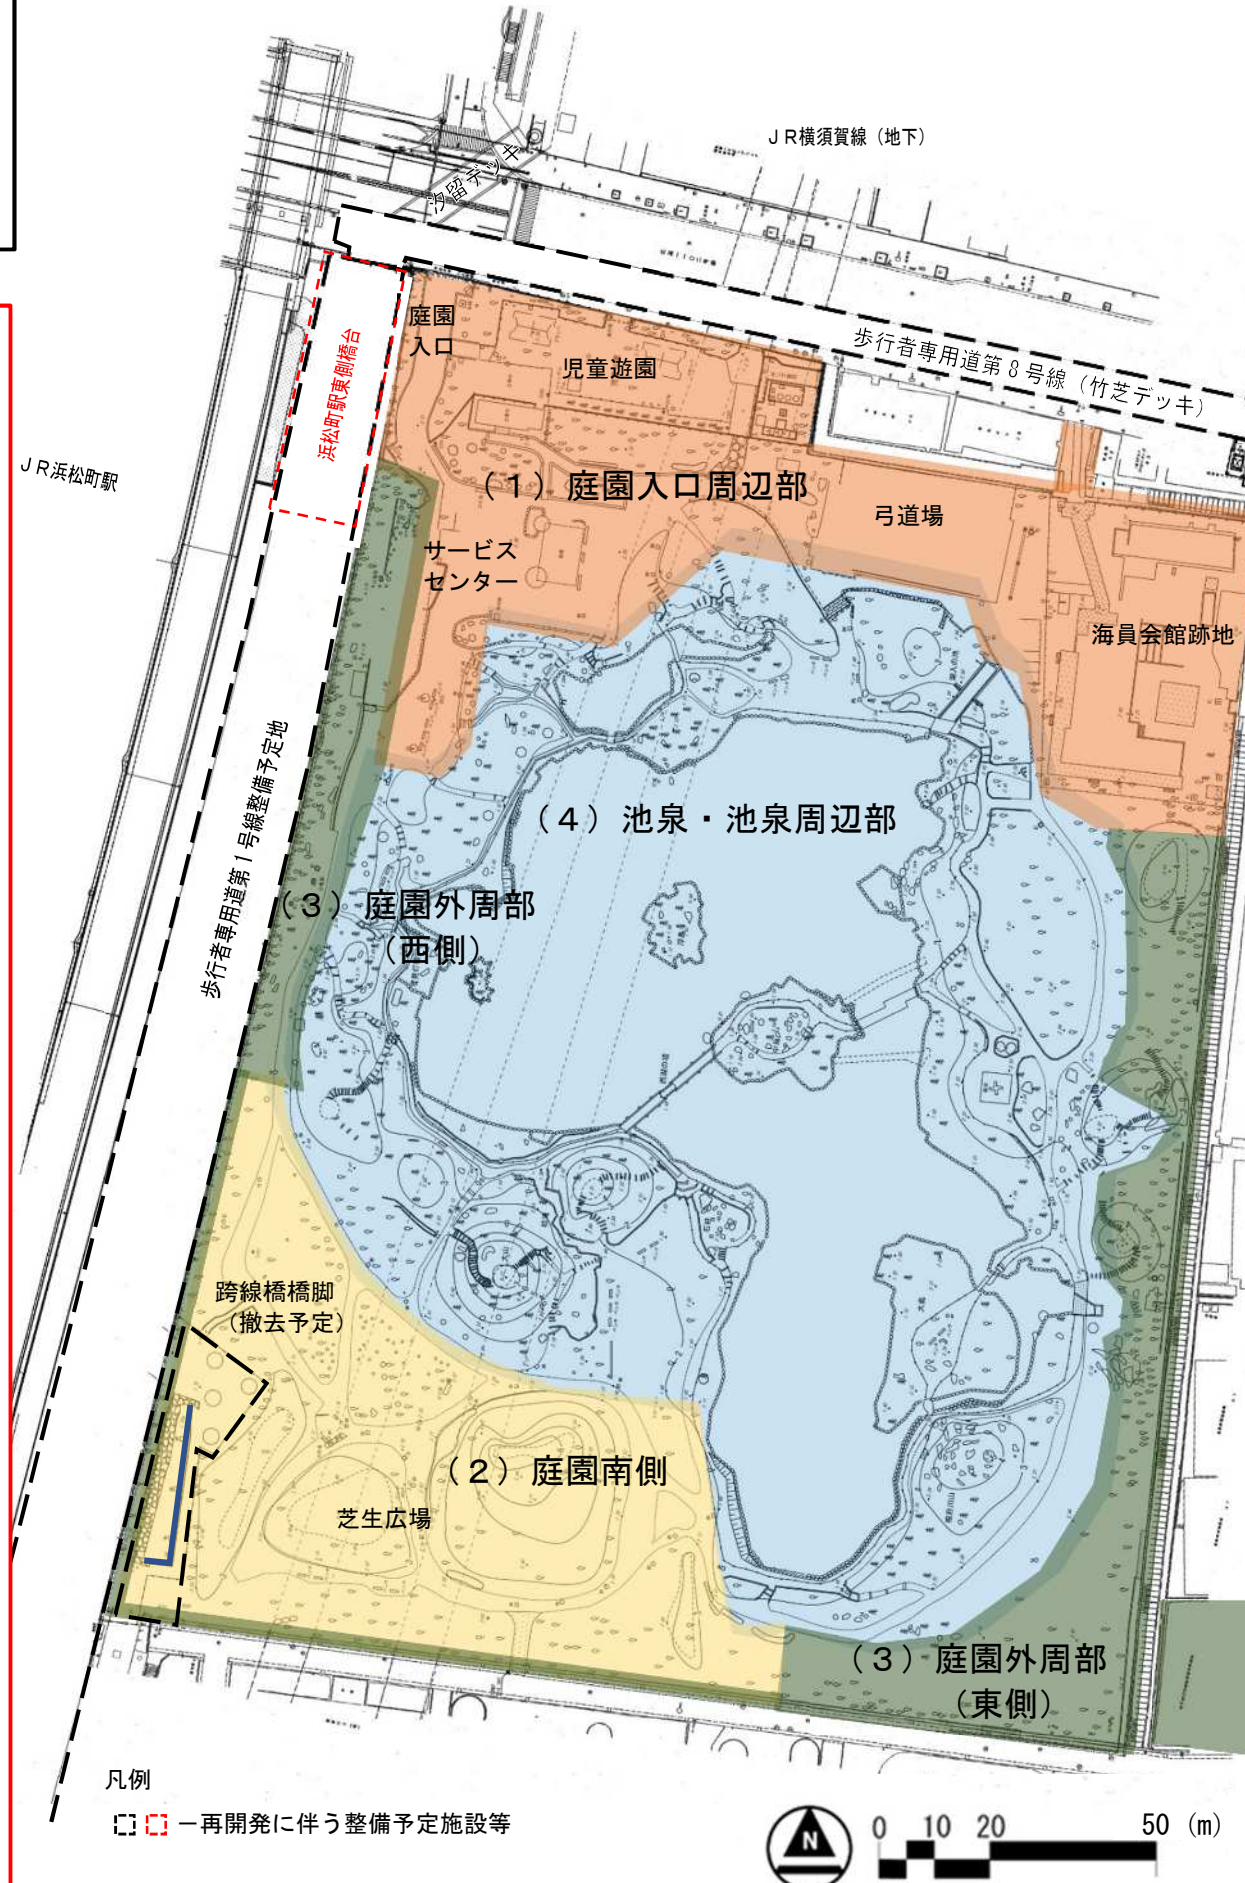 JR横須賀線（地下）
汐留デッキ
歩行者専用道第8号線（竹芝デッキ）
庭園
入口
児童遊園
浜松町駅東側橋台
JR浜松町駅
（1）庭園入口周辺部
弓道場
サービス
センター
海員会館跡地
歩行者専用道第1号線整備予定地
（4）池泉・池泉周辺部
（3）庭園外周部
（西側）
跨線橋橋脚
（撤去予定）
（2）庭園南側
芝生広場
（3）庭園外周部
（東側）
凡例
－再開発に伴う整備予定施設等
N
0 10 20 50 (m)